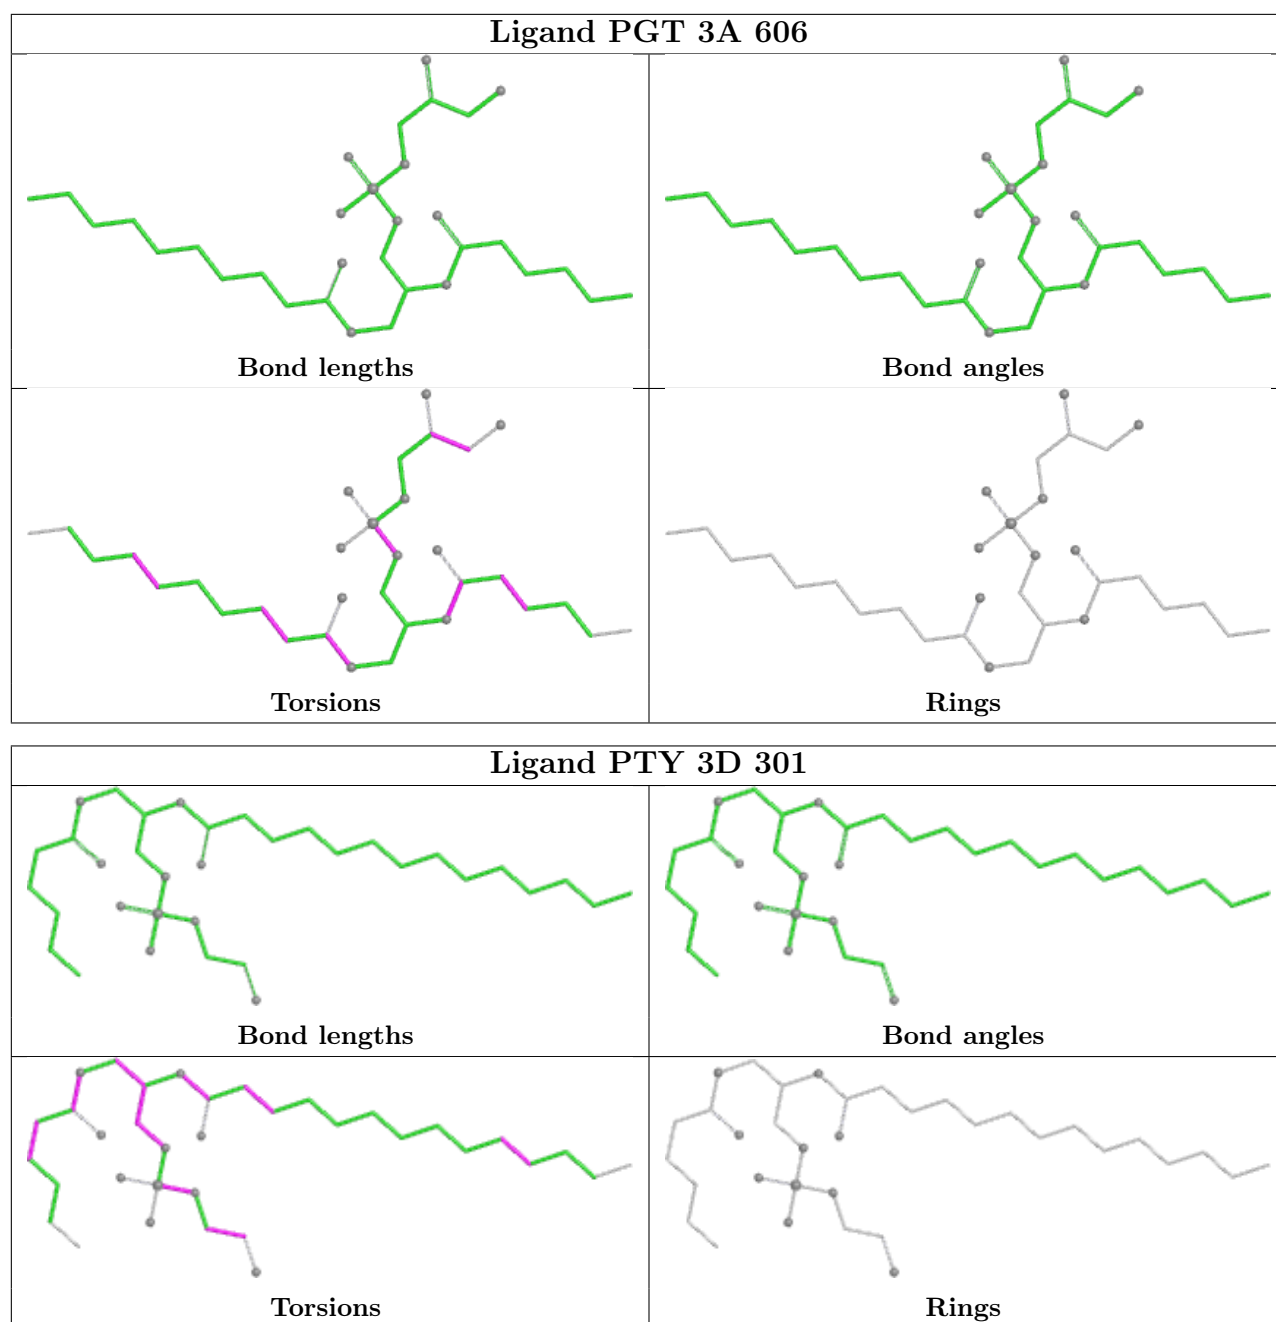 Ligand PGT 3A 606
Bond lengths
Bond angles
Torsions
Rings
Ligand PTY 3D 301
Bond lengths
Bond angles
Torsions
Rings